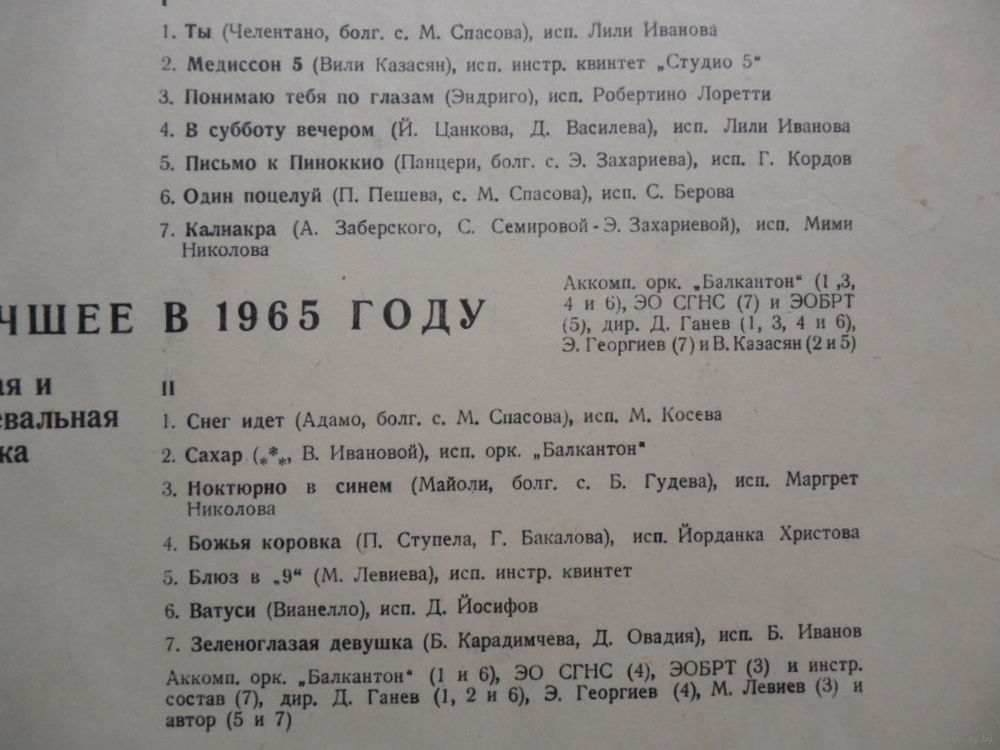 I
1. Ты (Челентано, болг. с. М. Спасова), исп. Лили Иванова
2. Медиссон 5 (Вили Казасян), исп. инстр. квинтет „Студио 5“
3. Понимаю тебя по глазам (Эндриго), исп. Робертино Лоретти
4. В субботу вечером (Й. Цанкова, Д. Василева), исп. Лили Иванова
5. Письмо к Пиноккио (Панцери, болг. с. Э. Захариева), исп. Г. Кордов
6. Один поцелуй (П. Пешева, с. М. Спасова), исп. С. Берова
7. Калиакра (А. Заберского, С. Семировой - Э. Захариевой), исп. Мими
Николова
Аккомп. орк. „Балкантон“ (1 ,3,
4 и 6), ЭО СГНС (7) и ЭОБРТ
(5), дир. Д. Ганев (1, 3, 4 и 6),
Э. Георгиев (7) и В. Казасян (2 и 5)
ЧШЕЕ В 1965 ГОДУ
ая и
евальная
ка
II
1. Снег идет (Адамо, болг. с. М. Спасова), исп. М. Косева
2. Сахар (***, В. Ивановой), исп. орк. „Балкантон“
3. Ноктюрно в синем (Майоли, болг. с. Б. Гудева), исп. Маргрет
Николова
4. Божья коровка (П. Ступела, Г. Бакалова), исп. Йорданка Христова
5. Блюз в „9“ (М. Левиева), исп. инстр. квинтет
6. Ватуси (Вианелло), исп. Д. Йосифов
7. Зеленоглазая девушка (Б. Карадимчева, Д. Овадия), исп. Б. Иванов
Аккомп. орк. „Балкантон“ (1 и 6), ЭО СГНС (4), ЭОБРТ (3) и инстр.
состав (7), дир. Д. Ганев (1, 2 и 6), Э. Георгиев (4), М. Левиев (3) и
автор (5 и 7)